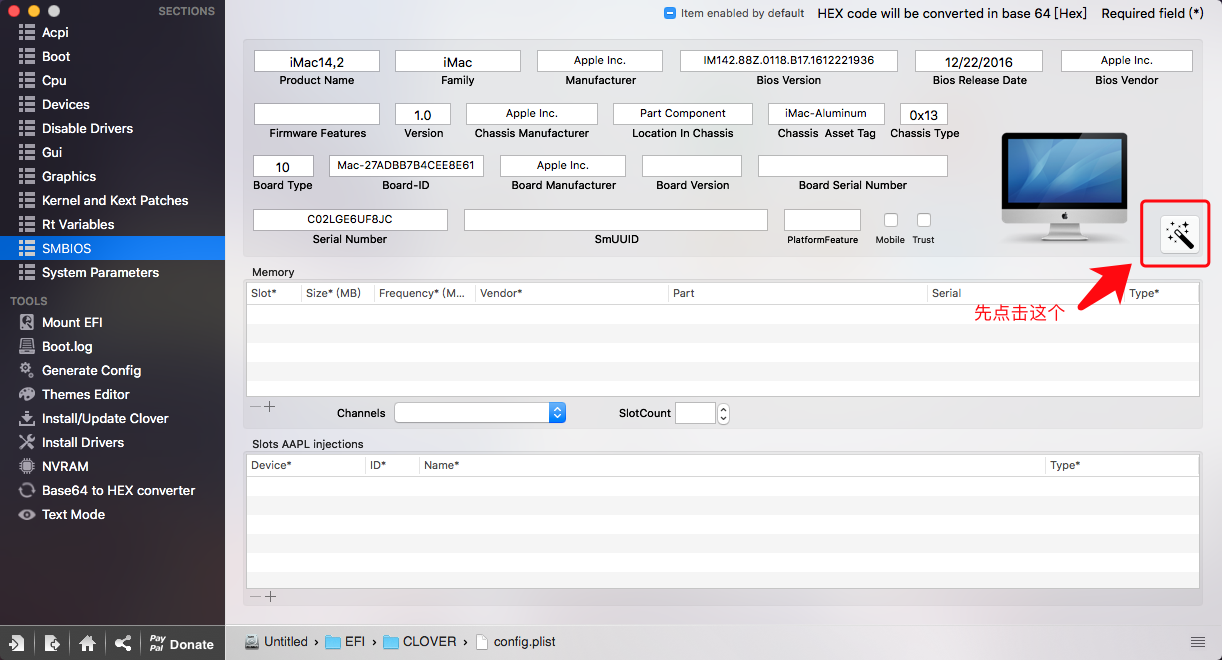 SECTIONS
Acpi
Boot
Cpu
Devices
Disable Drivers
Gui
Graphics
Kernel and Kext Patches
Rt Variables
SMBIOS
System Parameters
TOOLS
Mount EFI
Boot.log
Generate Config
Themes Editor
Install/Update Clover
Install Drivers
NVRAM
Base64 to HEX converter
Text Mode
Pay Pal Donate
Item enabled by default HEX code will be converted in base 64 [Hex] Required field (*)
iMac14,2 iMac Apple Inc. IM142.88Z.0118.B17.1612221936 12/22/2016 Apple Inc.
Product Name Family Manufacturer Bios Version Bios Release Date Bios Vendor
1.0 Apple Inc. Part Component iMac-Aluminum 0x13
Firmware Features Version Chassis Manufacturer Location In Chassis Chassis  Asset Tag Chassis Type
10 Mac-27ADBB7B4CEE8E61 Apple Inc.
Board Type Board-ID Board Manufacturer Board Version Board Serial Number
C02LGE6UF8JC
Serial Number SmUUID PlatformFeature Mobile Trust
Memory
Slot* Size* (MB) Frequency* (M... Vendor* Part Serial Type*
先点击这个
Channels SlotCount
Slots AAPL injections
Device* ID* Name* Type*
Untitled › EFI › CLOVER › config.plist